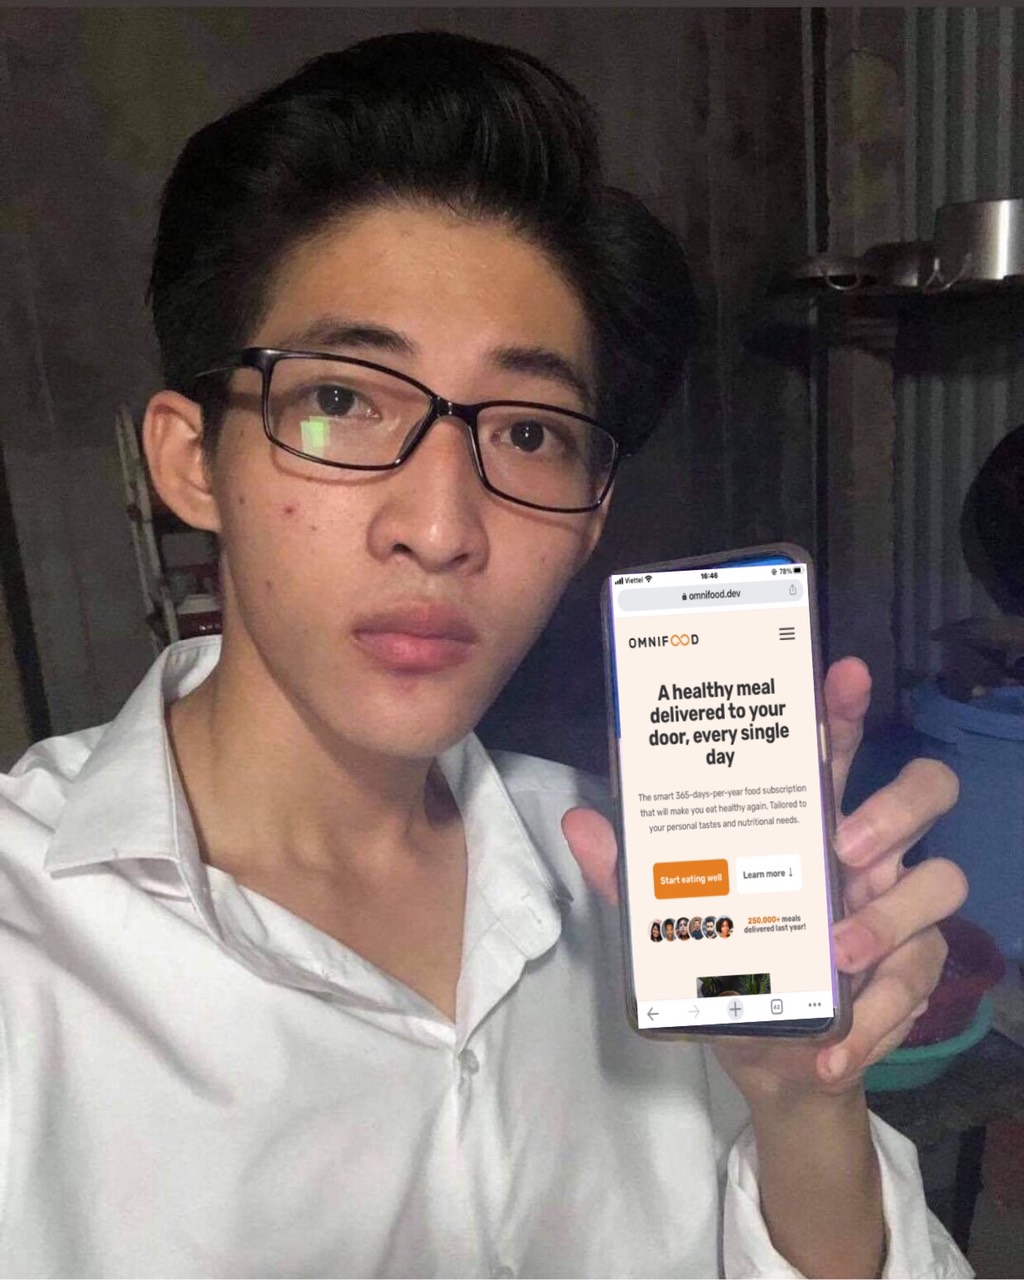 Viettel 16:46 78%
omnifood.dev
OMNIFOOD
A healthy meal
delivered to your
door, every single
day
The smart 365-days-per-year food subscription
that will make you eat healthy again. Tailored to
your personal tastes and nutritional needs.
Start eating well Learn more ↓
250,000+ meals
delivered last year!
42